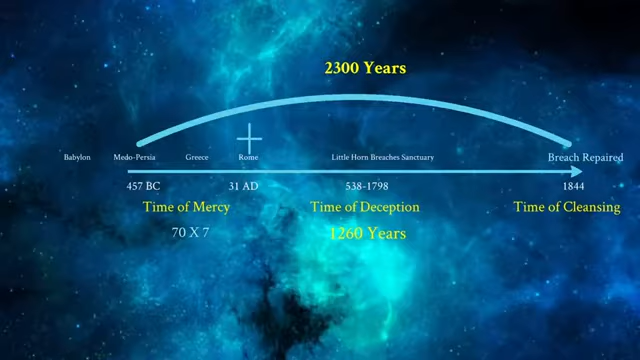 2300 Years
Babylon Medo-Persia Greece Rome Little Horn Breaches Sanctuary Breach Repaired
457 BC 31 AD 538-1798 1844
Time of Mercy Time of Deception Time of Cleansing
70 X 7 1260 Years